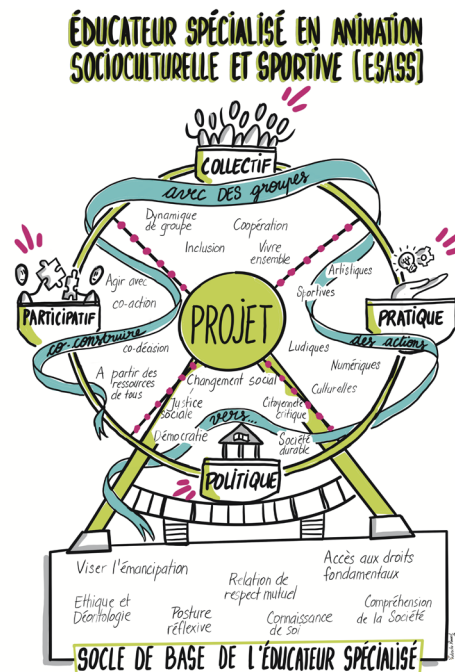 ÉDUCATEUR SPÉCIALISÉ EN ANIMATION
SOCIOCULTURELLE ET SPORTIVE [ESASS]
COLLECTIF
avec DES groupes
Dynamique
de groupe
Coopération
Inclusion
Vivre
ensemble
PARTICIPATIF
co-construire
Agir avec
co-action
co-décision
A partir des
ressources
de tous
PROJET
PRATIQUE
des actions
Artistiques
Sportives
Ludiques
Numériques
Culturelles
Changement social
Justice
sociale
Citoyenneté
critique
vers...
Démocratie
Société
durable
POLITIQUE
Viser l'émancipation
Accès aux droits
fondamentaux
Relation de
respect mutuel
Ethique et
Déontologie
Posture
réflexive
Connaissance
de soi
Compréhension
de la Société
SOCLE DE BASE DE L'ÉDUCATEUR SPÉCIALISÉ